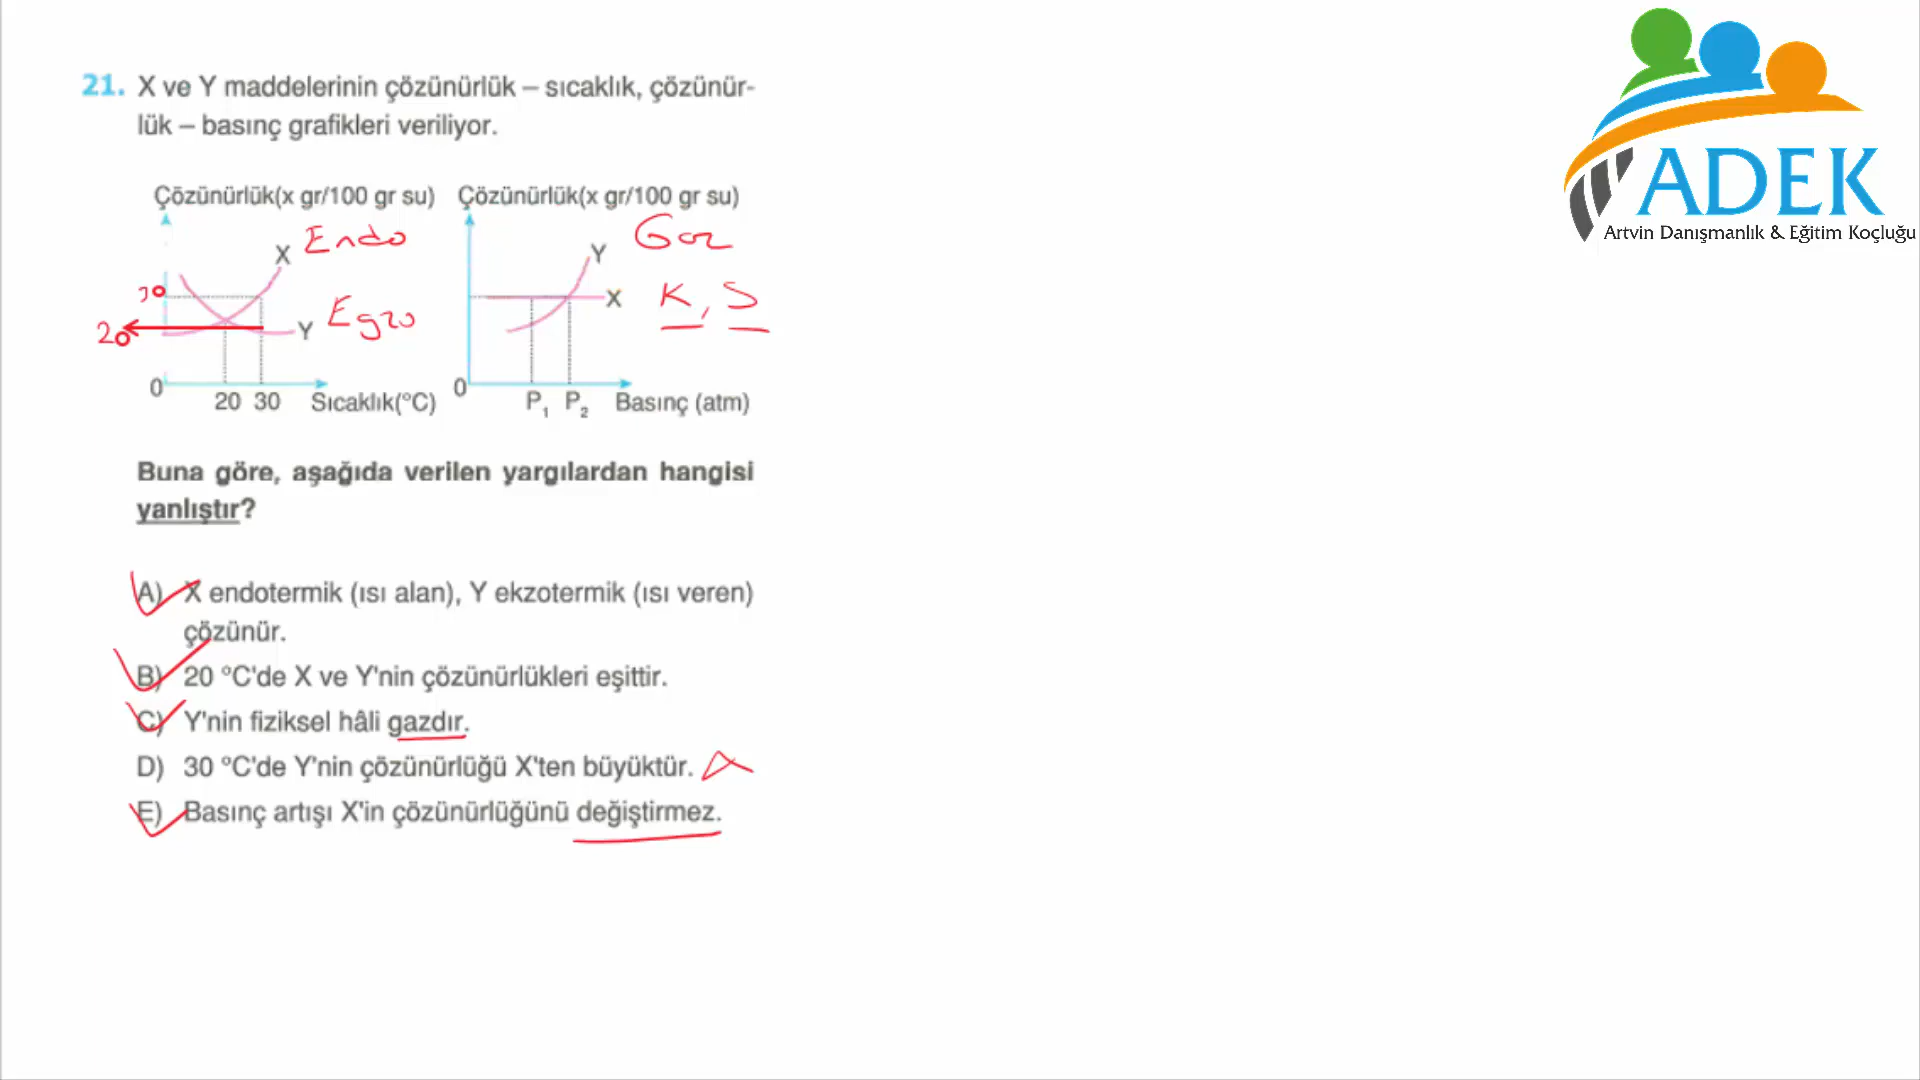 21. X ve Y maddelerinin çözünürlük – sıcaklık, çözünür-
lük – basınç grafikleri veriliyor.
Çözünürlük(x gr/100 gr su)
X
Endo
30
20
Y
Egzo
0
20 30 Sıcaklık(°C)
Çözünürlük(x gr/100 gr su)
Y
Gaz
X
K, S
0
P1 P2 Basınç (atm)
Buna göre, aşağıda verilen yargılardan hangisi
yanlıştır?
A) X endotermik (ısı alan), Y ekzotermik (ısı veren)
çözünür.
B) 20 °C'de X ve Y'nin çözünürlükleri eşittir.
C) Y'nin fiziksel hâli gazdır.
D) 30 °C'de Y'nin çözünürlüğü X'ten büyüktür.
E) Basınç artışı X'in çözünürlüğünü değiştirmez.
ADEK
Artvin Danışmanlık & Eğitim Koçluğu